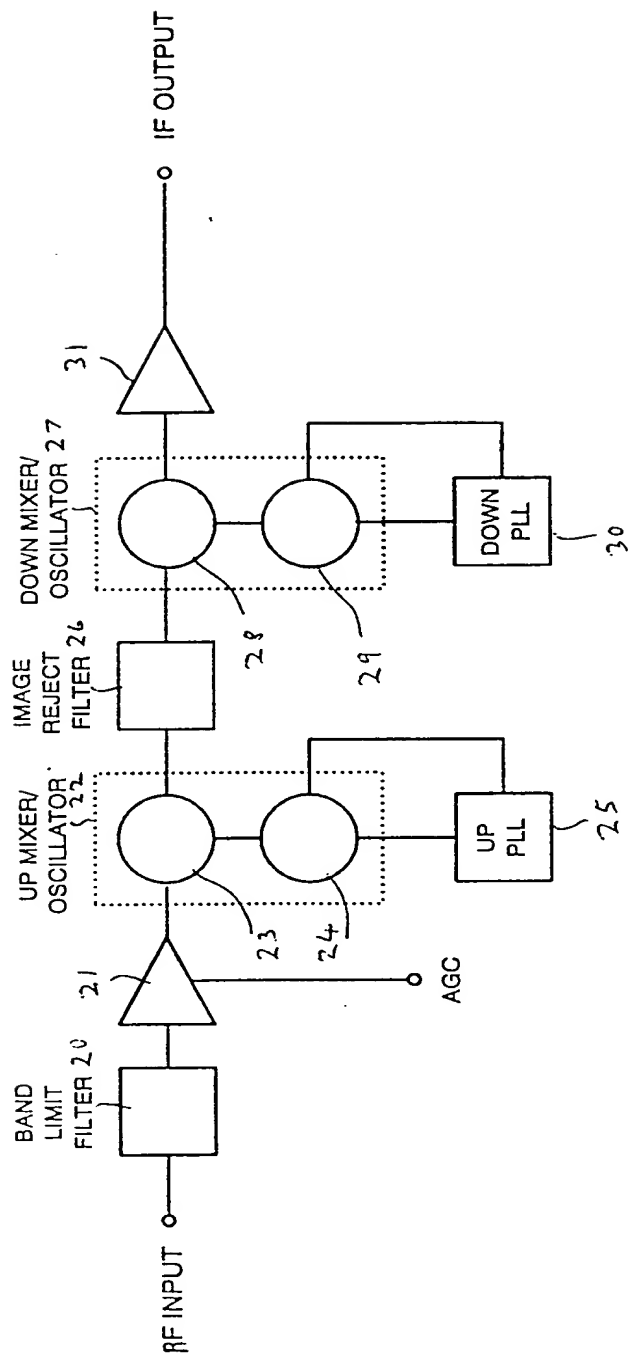 RF INPUT
BAND
LIMIT
FILTER 20
21
AGC
UP MIXER/
OSCILLATOR 22
23
24
UP
PLL
25
IMAGE
REJECT
FILTER 26
DOWN MIXER/
OSCILLATOR 27
28
29
DOWN
PLL
30
31
IF OUTPUT